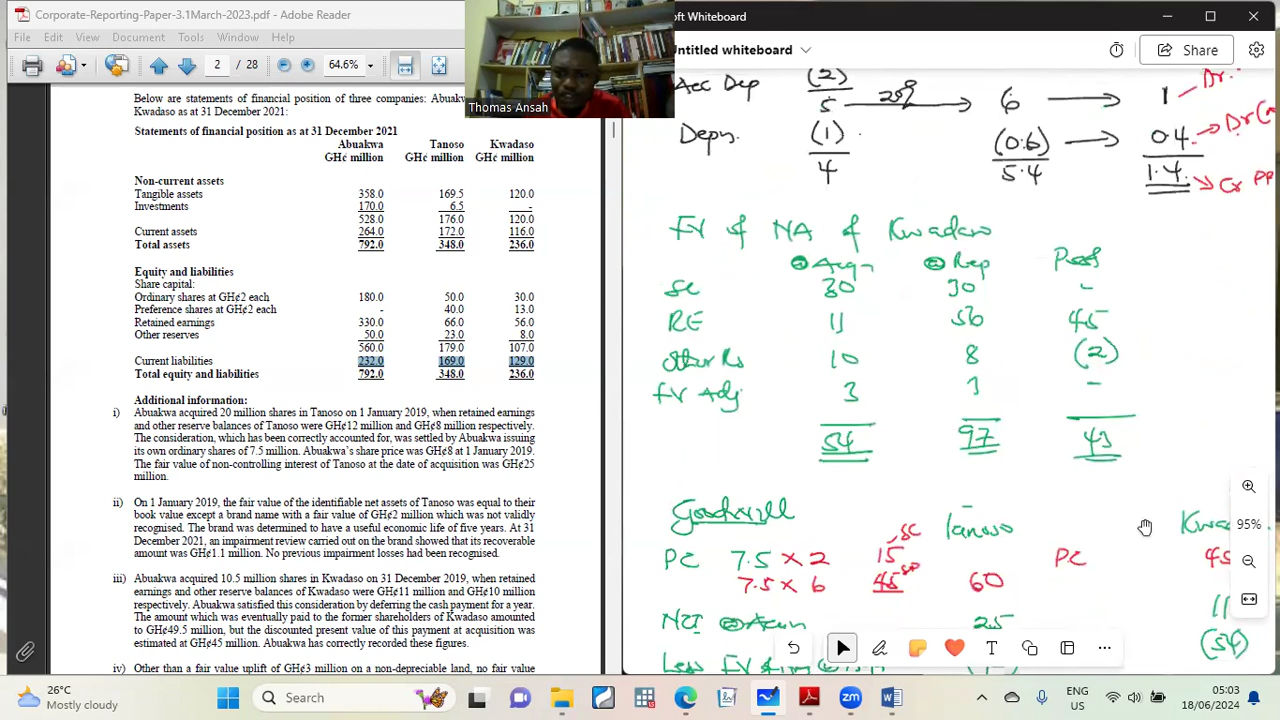 Corporate-Reporting-Paper-3.1March-2023.pdf - Adobe Reader
File Edit View Document Tools Window Help
2 / 28 64.6%
Below are statements of financial position of three companies: Abuakw
Kwadaso as at 31 December 2021:
Statements of financial position as at 31 December 2021
Abuakwa Tanoso Kwadaso
GH¢ million GH¢ million GH¢ million
Non-current assets
Tangible assets 358.0 169.5 120.0
Investments 170.0 6.5 -
528.0 176.0 120.0
Current assets 264.0 172.0 116.0
Total assets 792.0 348.0 236.0
Equity and liabilities
Share capital:
Ordinary shares at GH¢2 each 180.0 50.0 30.0
Preference shares at GH¢2 each - 40.0 13.0
Retained earnings 330.0 66.0 56.0
Other reserves 50.0 23.0 8.0
560.0 179.0 107.0
Current liabilities 232.0 169.0 129.0
Total equity and liabilities 792.0 348.0 236.0
Additional information:
i) Abuakwa acquired 20 million shares in Tanoso on 1 January 2019, when retained earnings
and other reserve balances of Tanoso were GH¢12 million and GH¢8 million respectively.
The consideration, which has been correctly accounted for, was settled by Abuakwa issuing
its own ordinary shares of 7.5 million. Abuakwa's share price was GH¢8 at 1 January 2019.
The fair value of non-controlling interest of Tanoso at the date of acquisition was GH¢25
million.
ii) On 1 January 2019, the fair value of the identifiable net assets of Tanoso was equal to their
book value except a brand name with a fair value of GH¢2 million which was not validly
recognised. The brand was determined to have a useful economic life of five years. At 31
December 2021, an impairment review carried out on the brand showed that its recoverable
amount was GH¢1.1 million. No previous impairment losses had been recognised.
iii) Abuakwa acquired 10.5 million shares in Kwadaso on 31 December 2019, when retained
earnings and other reserve balances of Kwadaso were GH¢11 million and GH¢10 million
respectively. Abuakwa satisfied this consideration by deferring the cash payment for a year.
The amount which was eventually paid to the former shareholders of Kwadaso amounted
to GH¢49.5 million, but the discounted present value of this payment at acquisition was
estimated at GH¢45 million. Abuakwa has correctly recorded these figures.
iv) Other than a fair value uplift of GH¢3 million on a non-depreciable land, no fair value
Thomas Ansah
oft Whiteboard
Untitled whiteboard
Share
Acc Dep (2)
5 20% 6 1 Dr.
Depn. (1) (0.6) 0.4
4 5.4 1.4 Cr PP
FV of NA of Kwadaso
@ Acqn @ Rep Post
SC 30 30 -
RE 11 56 45
Other Rs 10 8 (2)
FV Adj 3 3 -
54 97 43
Goodwill Tanoso Kwa
SC
PC 7.5 x 2 15 PC 45
7.5 x 6 45 60
NCI @ Acqn 25 11
(54)
95%
26°C
Mostly cloudy
Search
ENG
US
05:03
18/06/2024